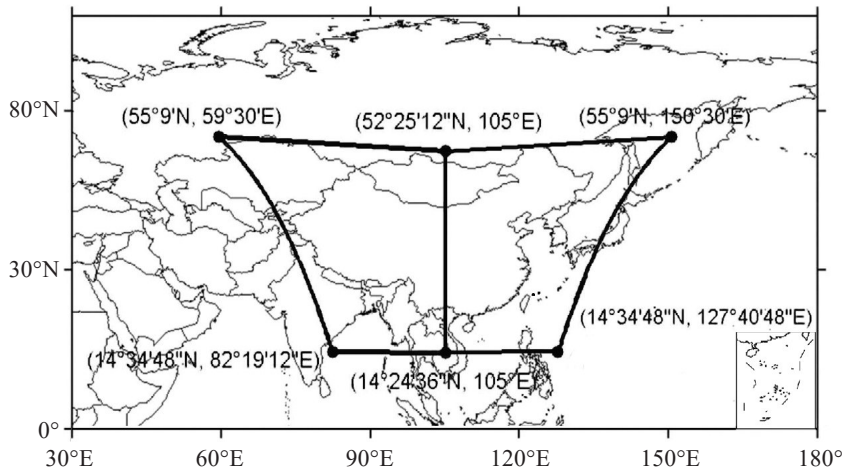 80°N
(55°9'N, 59°30'E)
(52°25'12"N, 105°E)
(55°9'N, 150°30'E)
30°N
(14°34'48"N, 127°40'48"E)
(14°34'48"N, 82°19'12"E)
(14°24'36"N, 105°E)
0°
30°E
60°E
90°E
120°E
150°E
180°